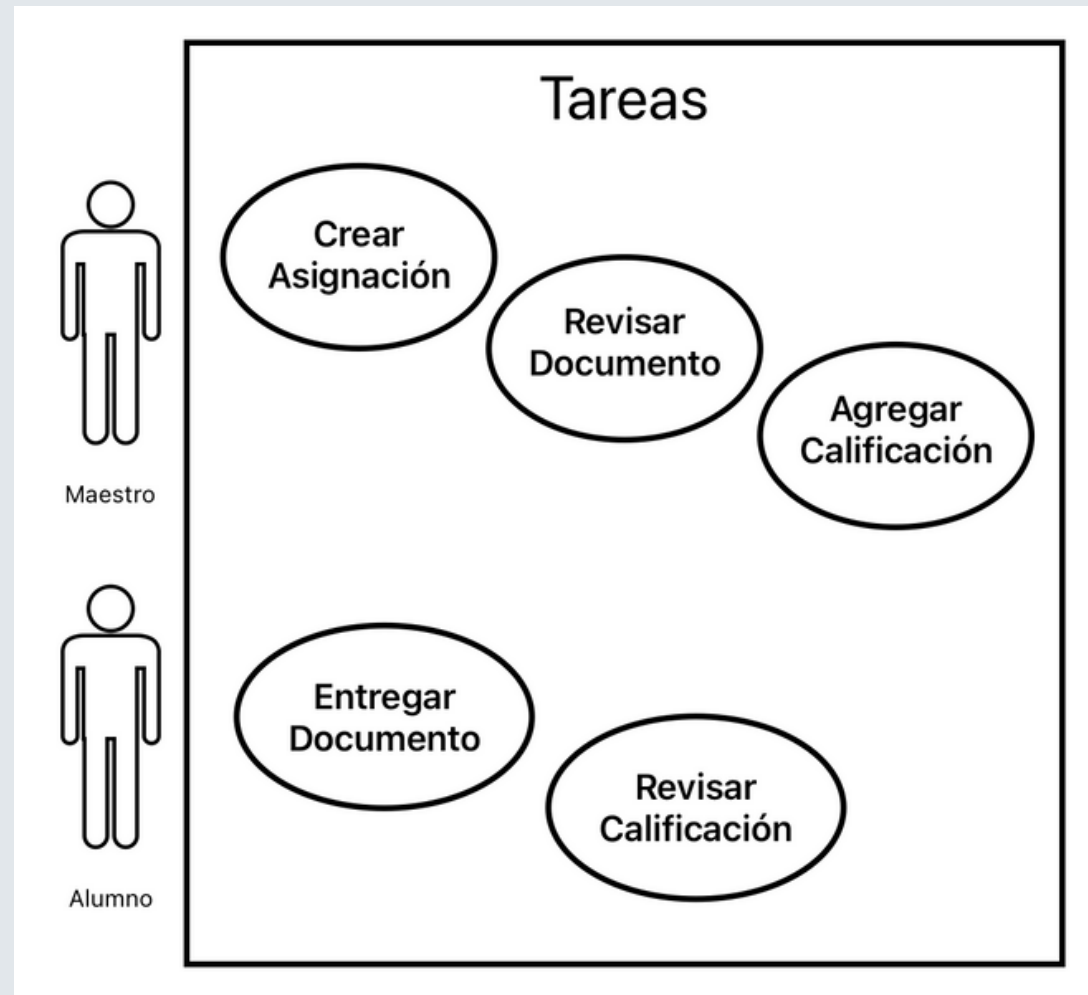 Tareas
Crear
Asignación
Revisar
Documento
Agregar
Calificación
Maestro
Entregar
Documento
Revisar
Calificación
Alumno